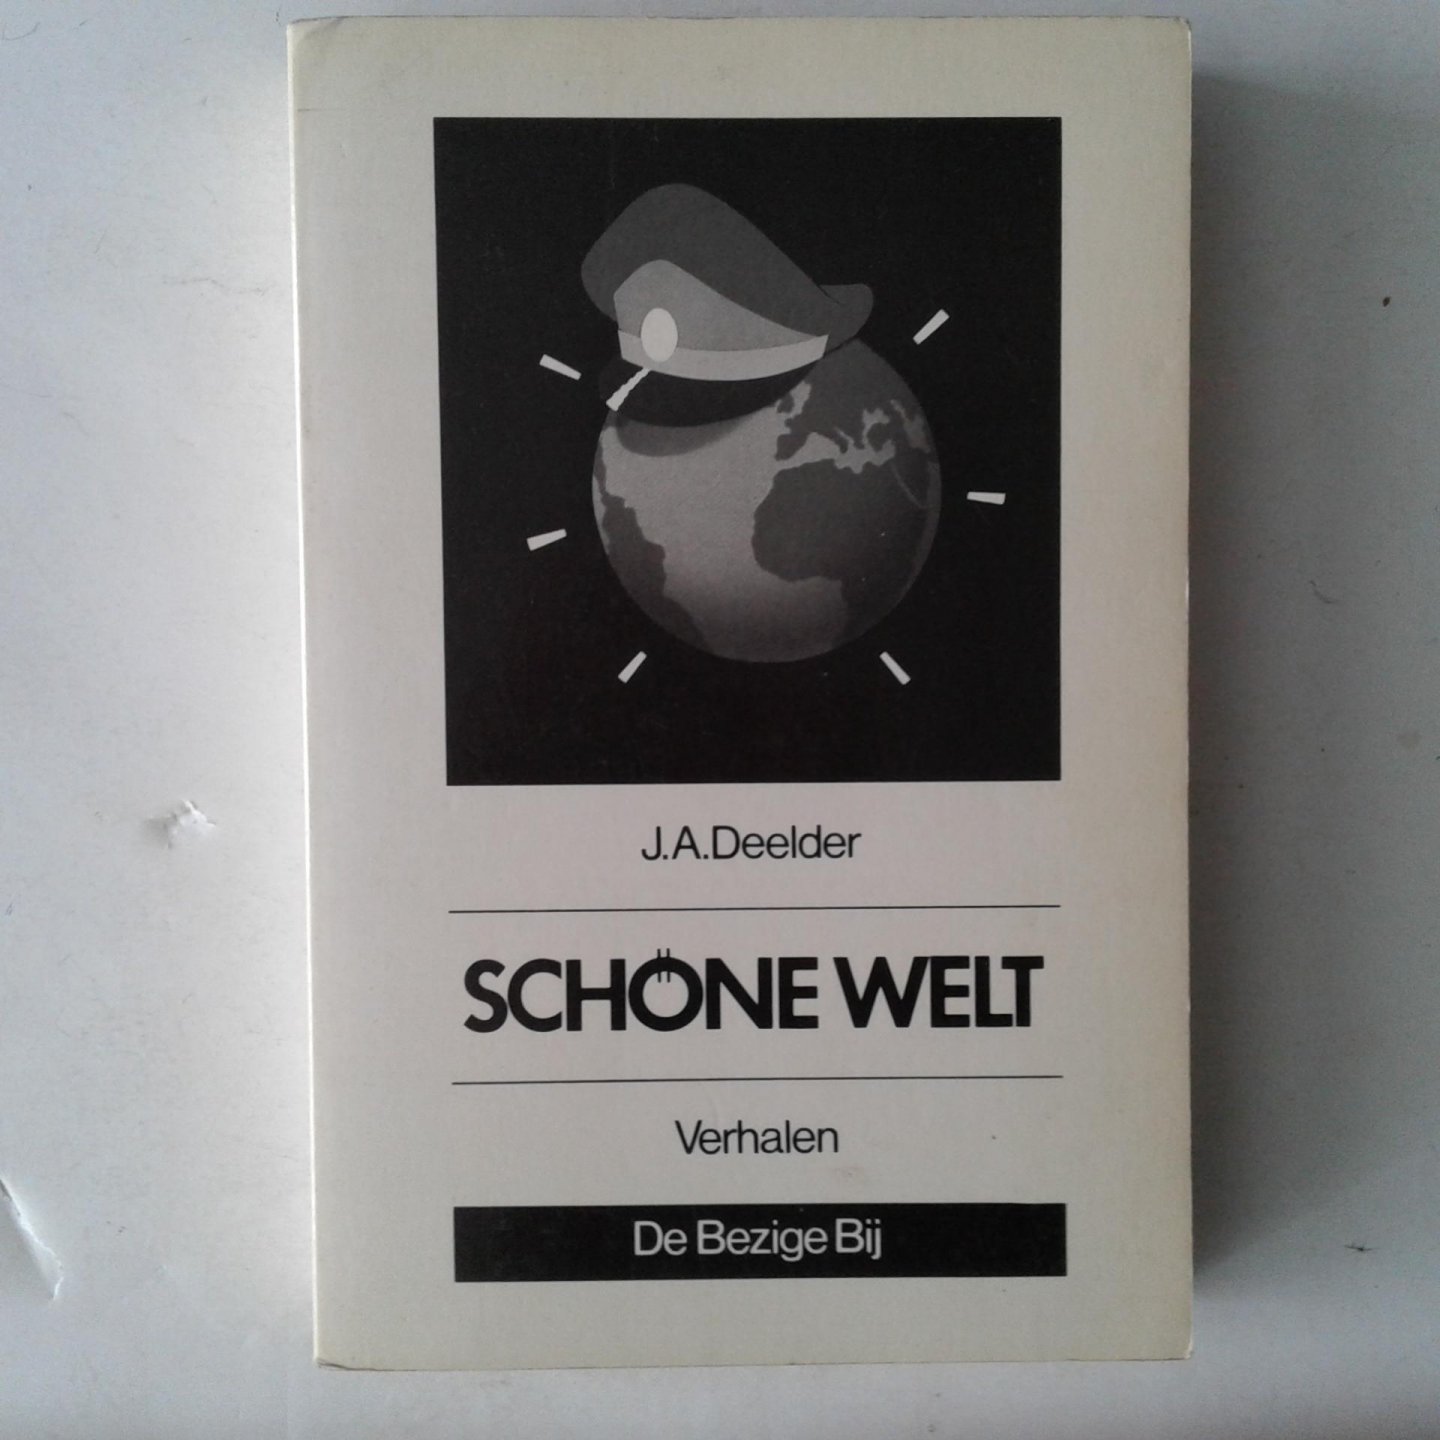 J.A.Deelder
SCHÖNE WELT
Verhalen
De Bezige Bij